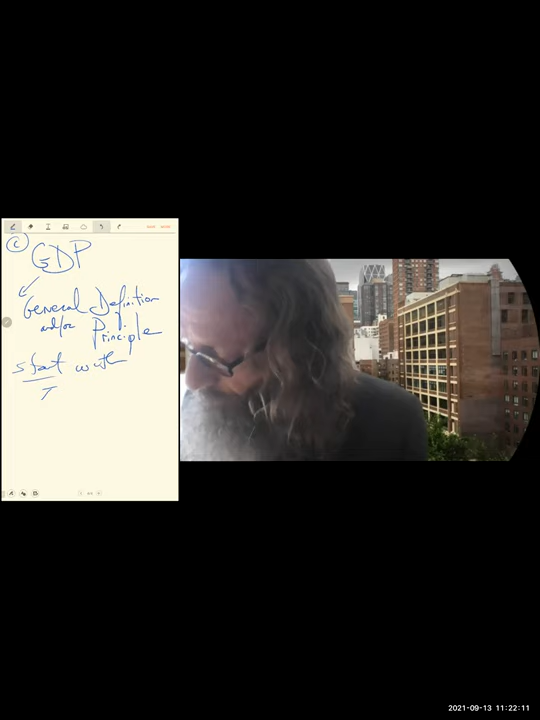 C
GDP
General Definition
and/or
Principle
start with
2021-09-13 11:22:11